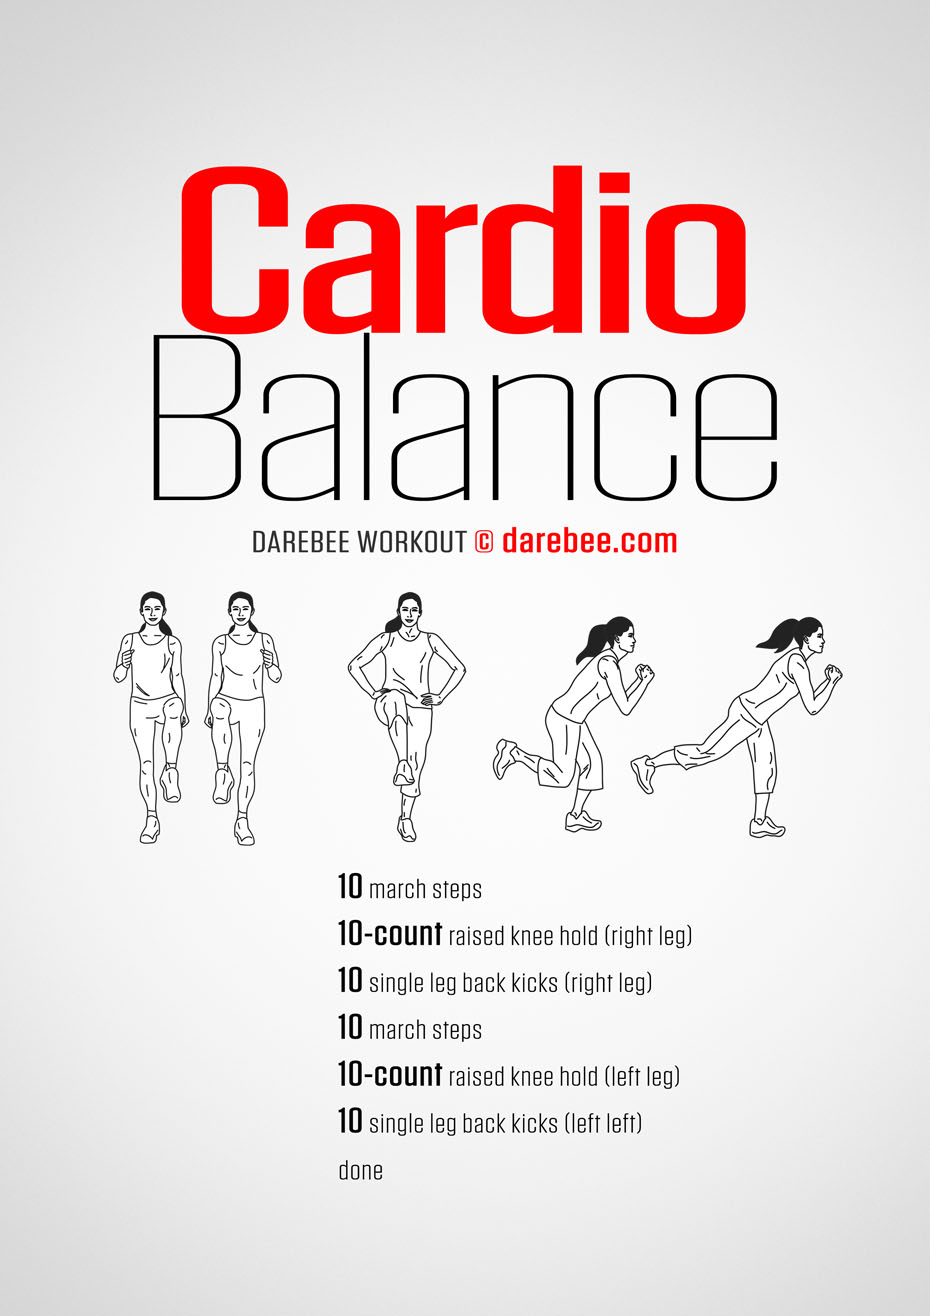 Cardio
Balance
DAREBEE WORKOUT © darebee.com
10 march steps
10-count raised knee hold (right leg)
10 single leg back kicks (right leg)
10 march steps
10-count raised knee hold (left leg)
10 single leg back kicks (left left)
done